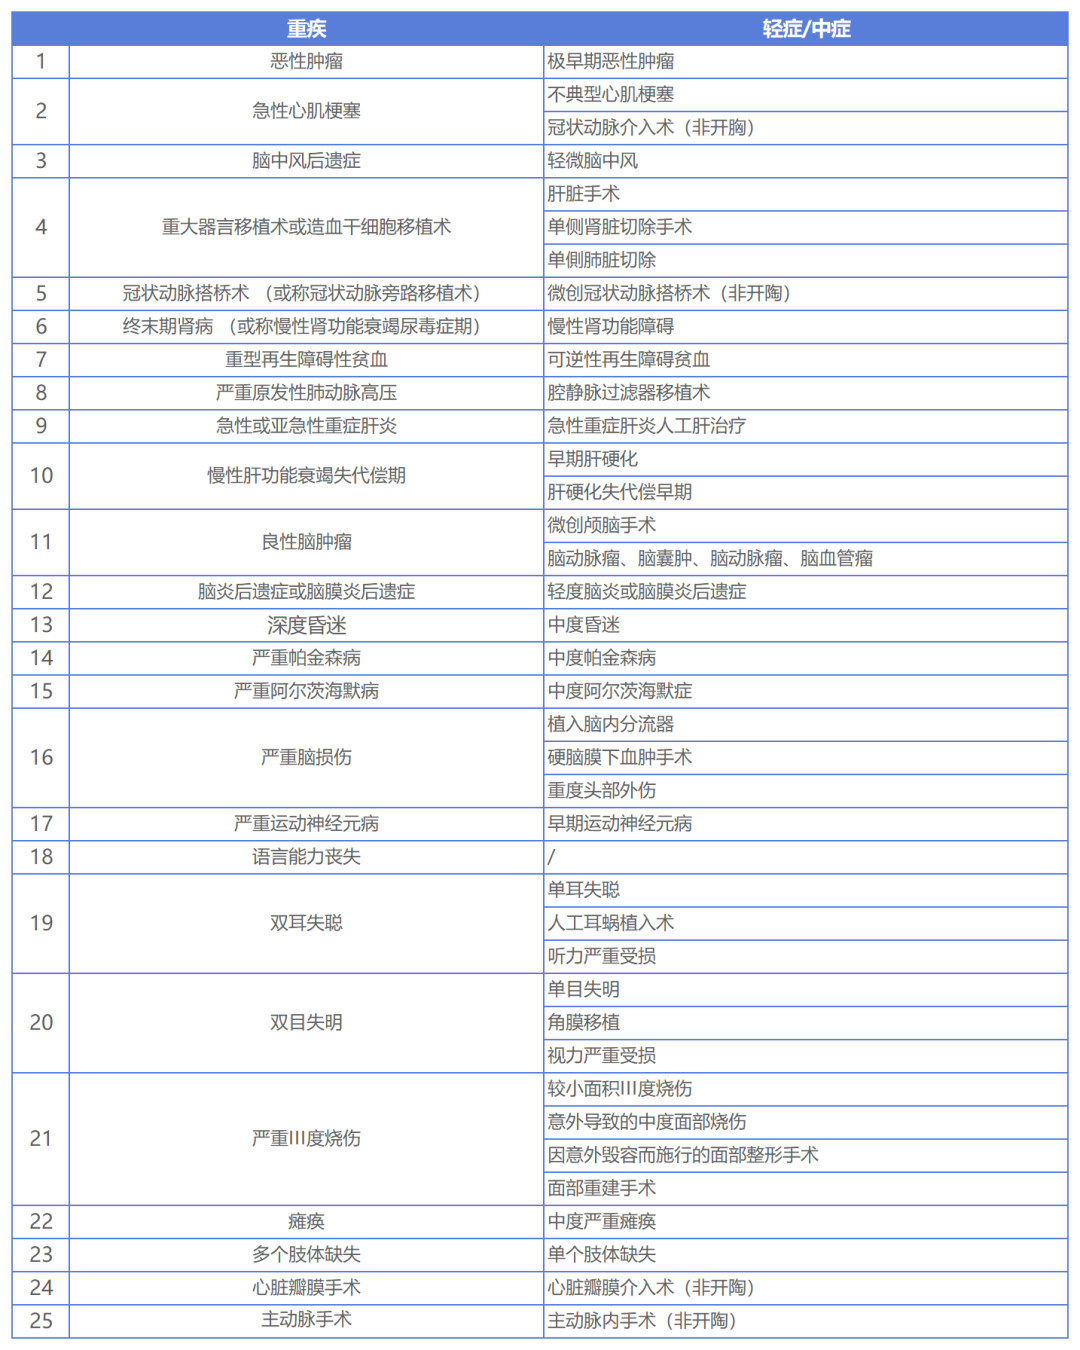 重疾 轻症/中症
1 恶性肿瘤 极早期恶性肿瘤
2 急性心肌梗塞 不典型心肌梗塞
冠状动脉介入术（非开胸）
3 脑中风后遗症 轻微脑中风
4 重大器言移植术或造血干细胞移植术 肝脏手术
单侧肾脏切除手术
单侧肺脏切除
5 冠状动脉搭桥术 （或称冠状动脉旁路移植术） 微创冠状动脉搭桥术（非开陶）
6 终末期肾病 （或称慢性肾功能衰竭尿毒症期） 慢性肾功能障碍
7 重型再生障碍性贫血 可逆性再生障碍贫血
8 严重原发性肺动脉高压 腔静脉过滤器移植术
9 急性或亚急性重症肝炎 急性重症肝炎人工肝治疗
10 慢性肝功能衰竭失代偿期 早期肝硬化
肝硬化失代偿早期
11 良性脑肿瘤 微创颅脑手术
脑动脉瘤、脑囊肿、脑动脉瘤、脑血管瘤
12 脑炎后遗症或脑膜炎后遗症 轻度脑炎或脑膜炎后遗症
13 深度昏迷 中度昏迷
14 严重帕金森病 中度帕金森病
15 严重阿尔茨海默病 中度阿尔茨海默症
16 严重脑损伤 植入脑内分流器
硬脑膜下血肿手术
重度头部外伤
17 严重运动神经元病 早期运动神经元病
18 语言能力丧失 /
19 双耳失聪 单耳失聪
人工耳蜗植入术
听力严重受损
20 双目失明 单目失明
角膜移植
视力严重受损
21 严重III度烧伤 较小面积III度烧伤
意外导致的中度面部烧伤
因意外毁容而施行的面部整形手术
面部重建手术
22 瘫痪 中度严重瘫痪
23 多个肢体缺失 单个肢体缺失
24 心脏瓣膜手术 心脏瓣膜介入术（非开陶）
25 主动脉手术 主动脉内手术（非开陶）